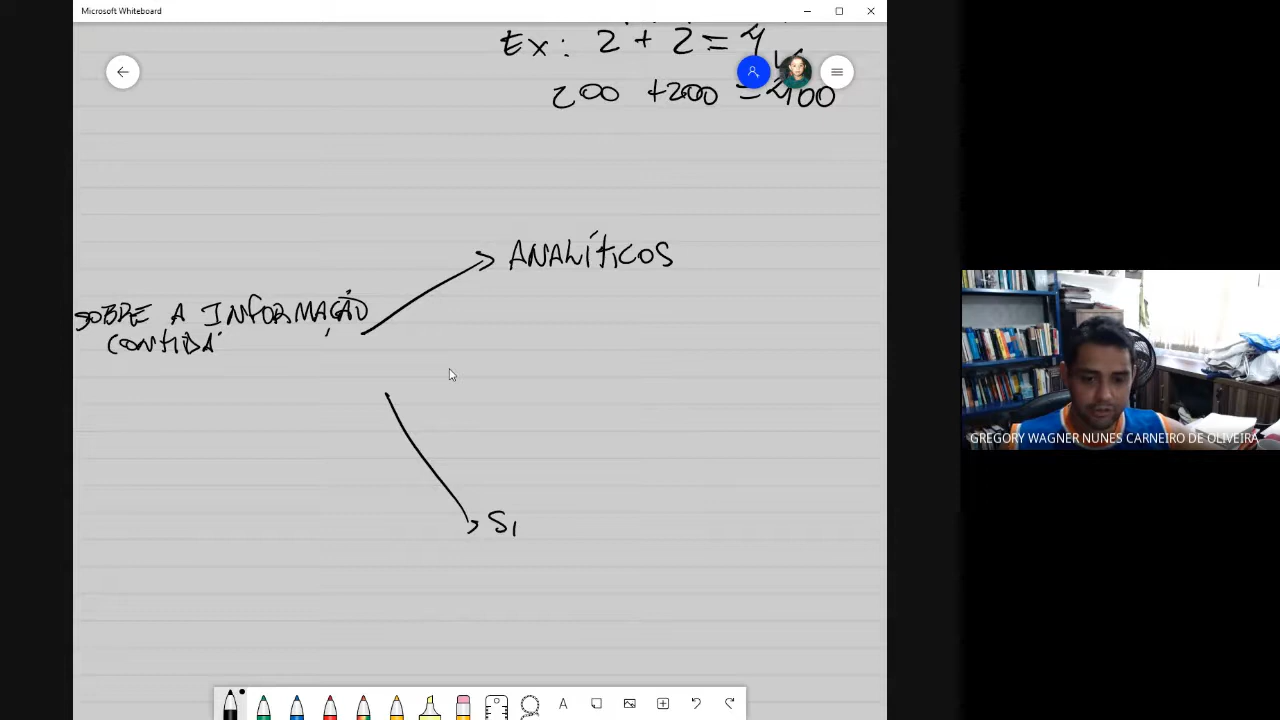 Microsoft Whiteboard
Ex: 2 + 2 = 4
200 +200 = 400
ANALÍTICOS
SOBRE A INFORMAÇÃO
CONTIDA
GREGORY WAGNER NUNES CARNEIRO DE OLIVEIRA
SI
A